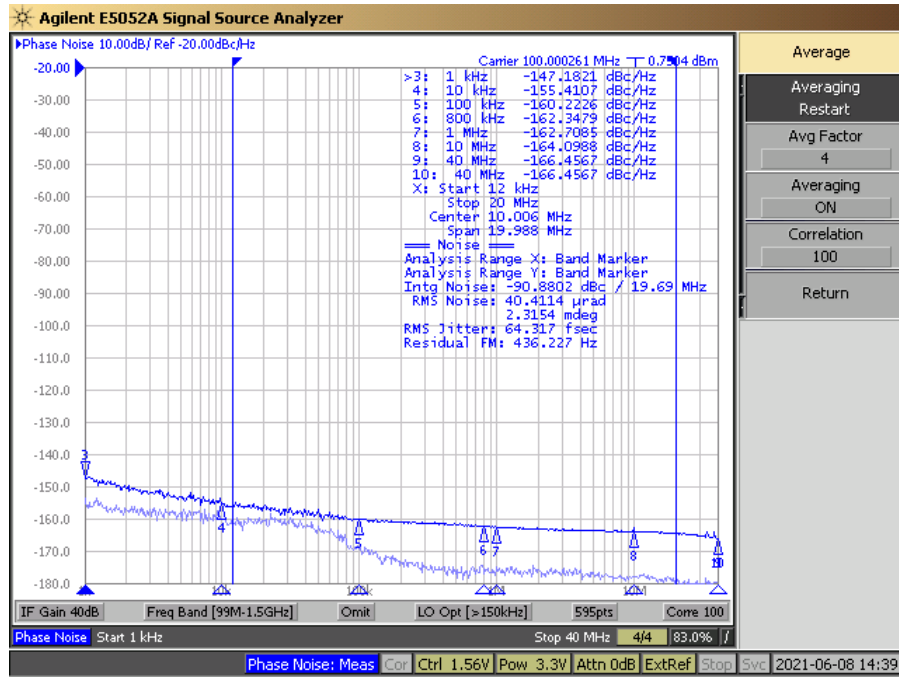 Agilent E5052A Signal Source Analyzer
Phase Noise 10.00dB/ Ref -20.00dBc/Hz
Carrier 100.000261 MHz
dBm
>3: 1 kHz -147.1821 dBc/Hz
4: 10 kHz -155.4107 dBc/Hz
5: 100 kHz -160.2226 dBc/Hz
6: 800 kHz -162.3479 dBc/Hz
7: 1 MHz -162.7085 dBc/Hz
8: 10 MHz -164.0988 dBc/Hz
9: 40 MHz -166.4567 dBc/Hz
10: 40 MHz -166.4567 dBc/Hz
X: Start 12 kHz
Stop 20 MHz
Center 10.006 MHz
Span 19.988 MHz
Noise
Analysis Range X: Band Marker
Analysis Range Y: Band Marker
Intg Noise: -90.8802 dBc / 19.69 MHz
RMS Noise: 40.4114 µrad
2.3154 mdeg
RMS Jitter: 64.317 fsec
Residual FM: 436.227 Hz
-20.00
-30.00
-40.00
-50.00
-60.00
-70.00
-80.00
-90.00
-100.0
-110.0
-120.0
-130.0
-140.0
-150.0
-160.0
-170.0
-180.0
3
4
5
6
7
8
10k
100k
10M
IF Gain 40dB
Freq Band [99M-1.5GHz]
Omit
LO Opt [>150kHz]
595pts
Corre 100
Phase Noise Start 1 kHz
Stop 40 MHz
4/4
83.0%
Phase Noise: Meas
Cor
Ctrl 1.56V
Pow 3.3V
Attn 0dB
ExtRef
Stop
Svc
2021-06-08 14:39
Average
Averaging
Restart
Avg Factor
4
Averaging
ON
Correlation
100
Return